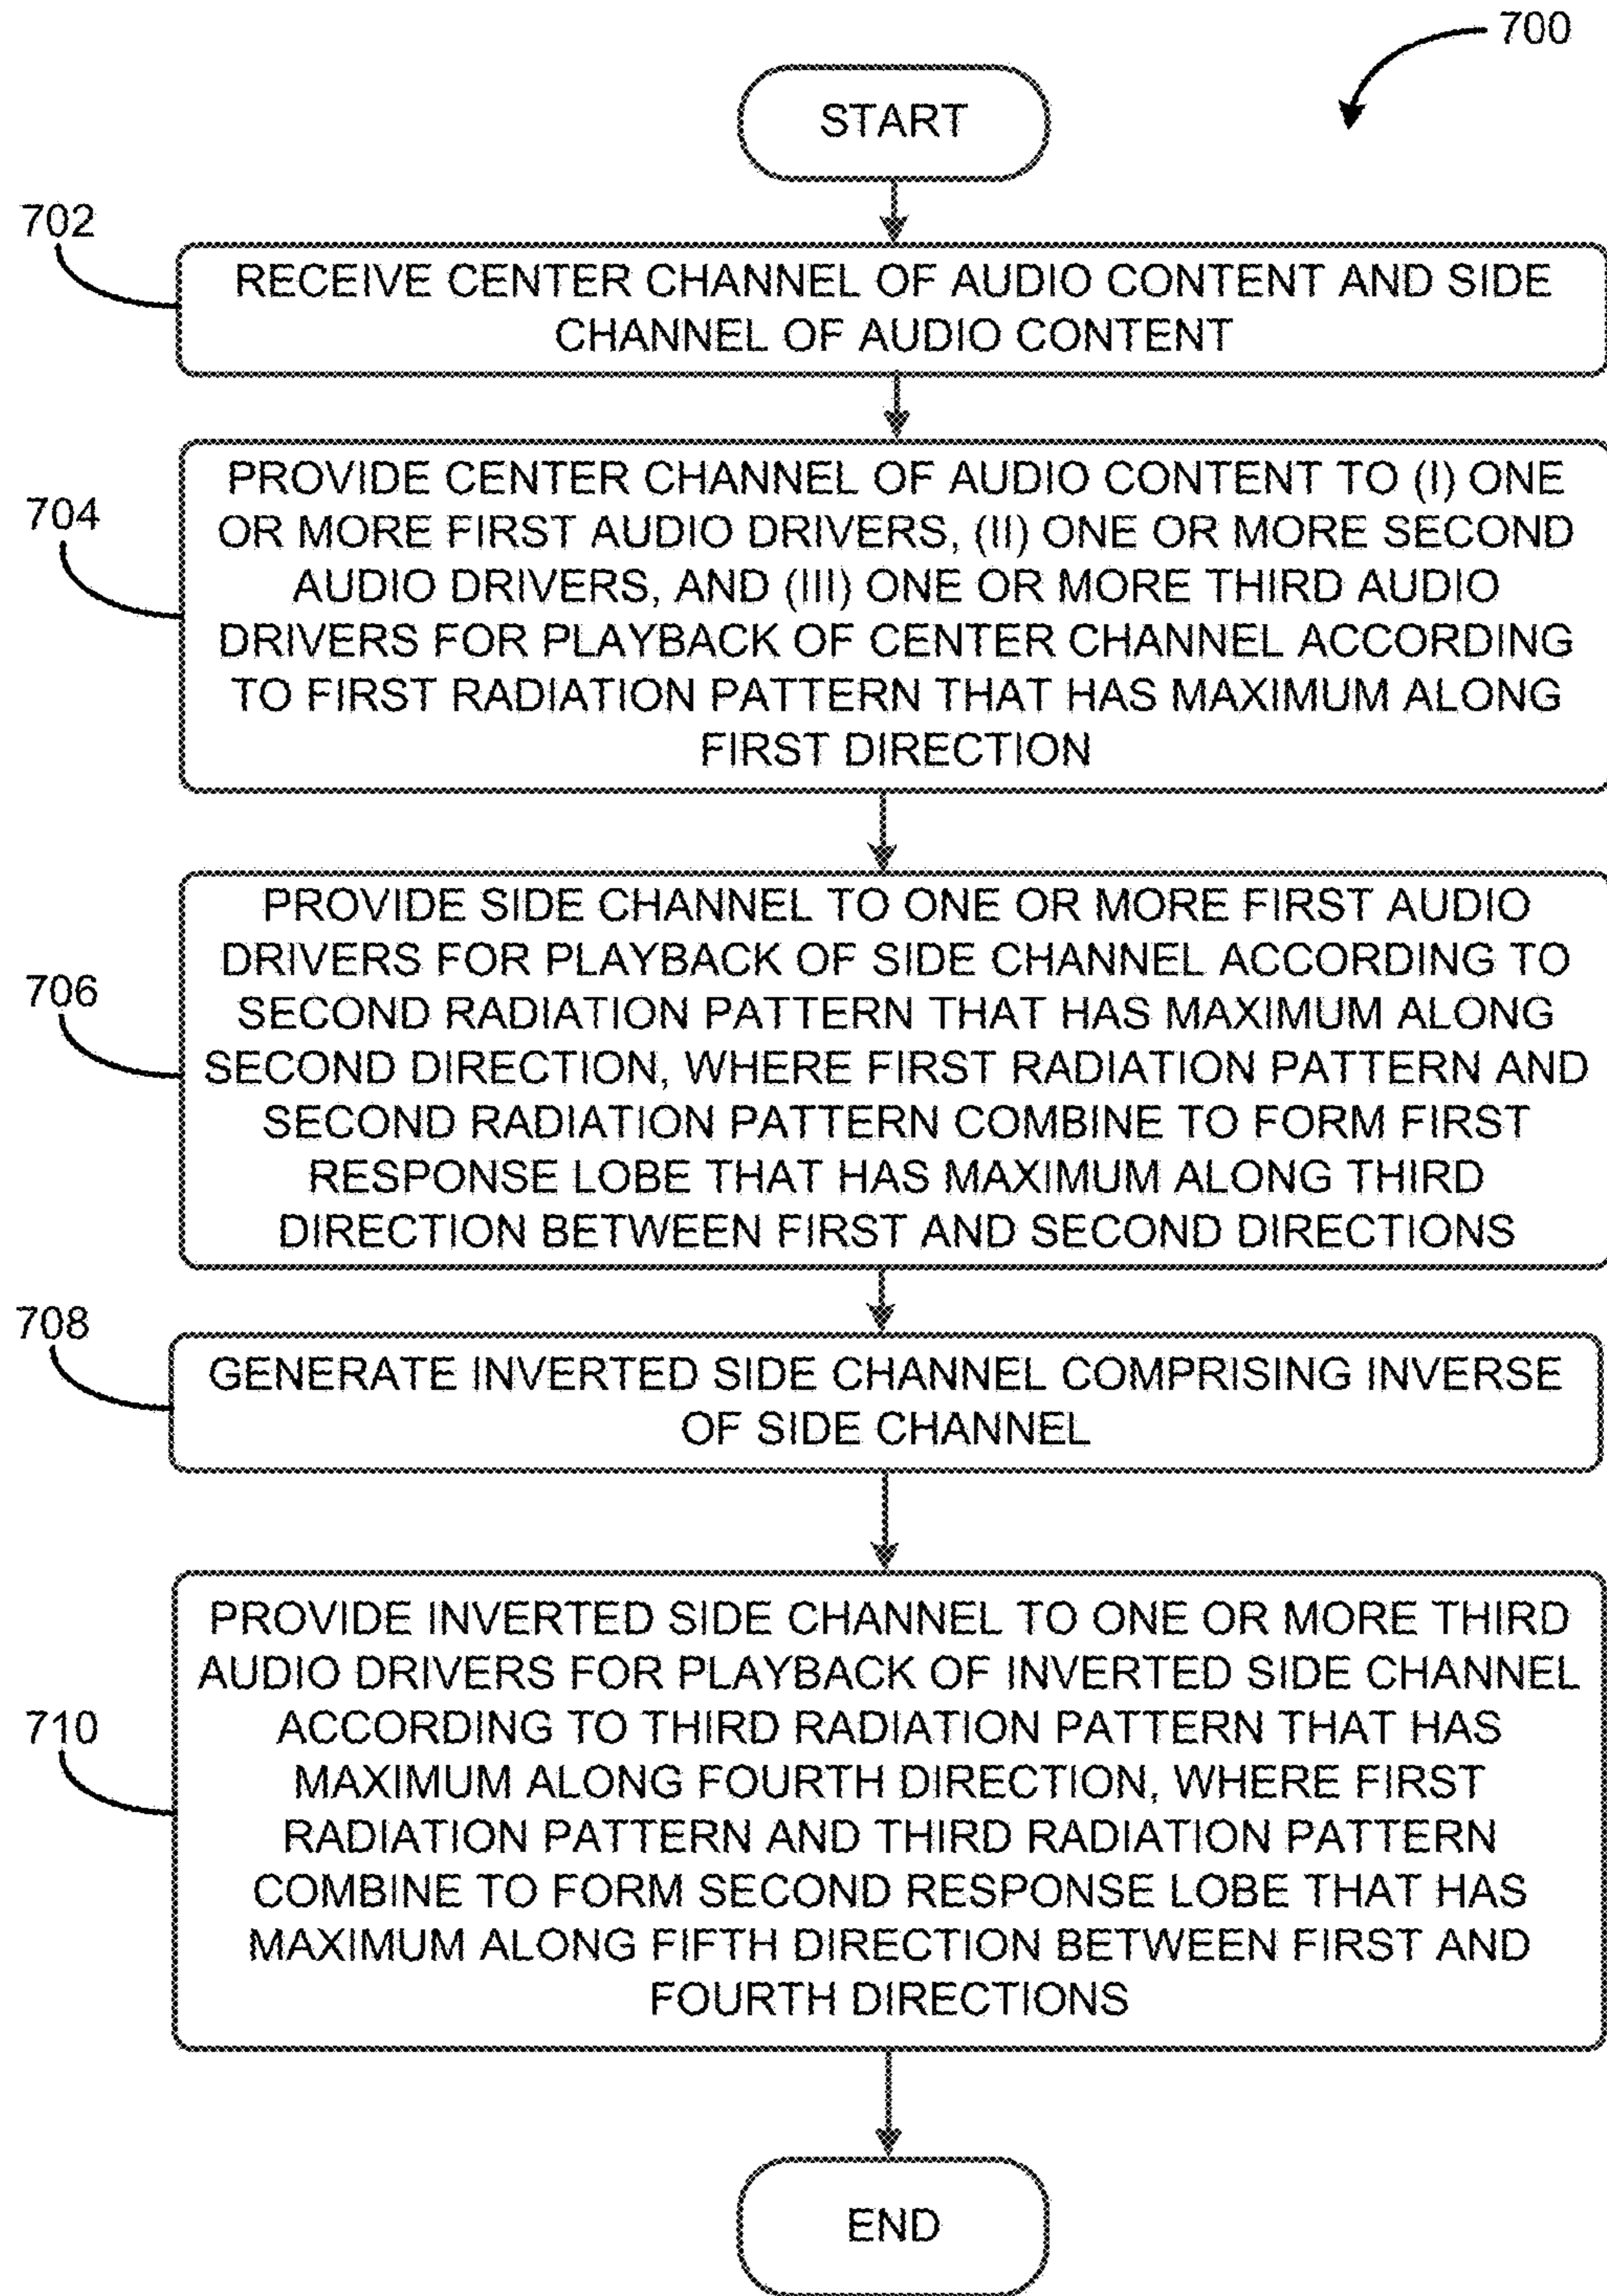 700
START
702
RECEIVE CENTER CHANNEL OF AUDIO CONTENT AND SIDE
CHANNEL OF AUDIO CONTENT
704
PROVIDE CENTER CHANNEL OF AUDIO CONTENT TO (I) ONE
OR MORE FIRST AUDIO DRIVERS, (II) ONE OR MORE SECOND
AUDIO DRIVERS, AND (III) ONE OR MORE THIRD AUDIO
DRIVERS FOR PLAYBACK OF CENTER CHANNEL ACCORDING
TO FIRST RADIATION PATTERN THAT HAS MAXIMUM ALONG
FIRST DIRECTION
706
PROVIDE SIDE CHANNEL TO ONE OR MORE FIRST AUDIO
DRIVERS FOR PLAYBACK OF SIDE CHANNEL ACCORDING TO
SECOND RADIATION PATTERN THAT HAS MAXIMUM ALONG
SECOND DIRECTION, WHERE FIRST RADIATION PATTERN AND
SECOND RADIATION PATTERN COMBINE TO FORM FIRST
RESPONSE LOBE THAT HAS MAXIMUM ALONG THIRD
DIRECTION BETWEEN FIRST AND SECOND DIRECTIONS
708
GENERATE INVERTED SIDE CHANNEL COMPRISING INVERSE
OF SIDE CHANNEL
710
PROVIDE INVERTED SIDE CHANNEL TO ONE OR MORE THIRD
AUDIO DRIVERS FOR PLAYBACK OF INVERTED SIDE CHANNEL
ACCORDING TO THIRD RADIATION PATTERN THAT HAS
MAXIMUM ALONG FOURTH DIRECTION, WHERE FIRST
RADIATION PATTERN AND THIRD RADIATION PATTERN
COMBINE TO FORM SECOND RESPONSE LOBE THAT HAS
MAXIMUM ALONG FIFTH DIRECTION BETWEEN FIRST AND
FOURTH DIRECTIONS
END